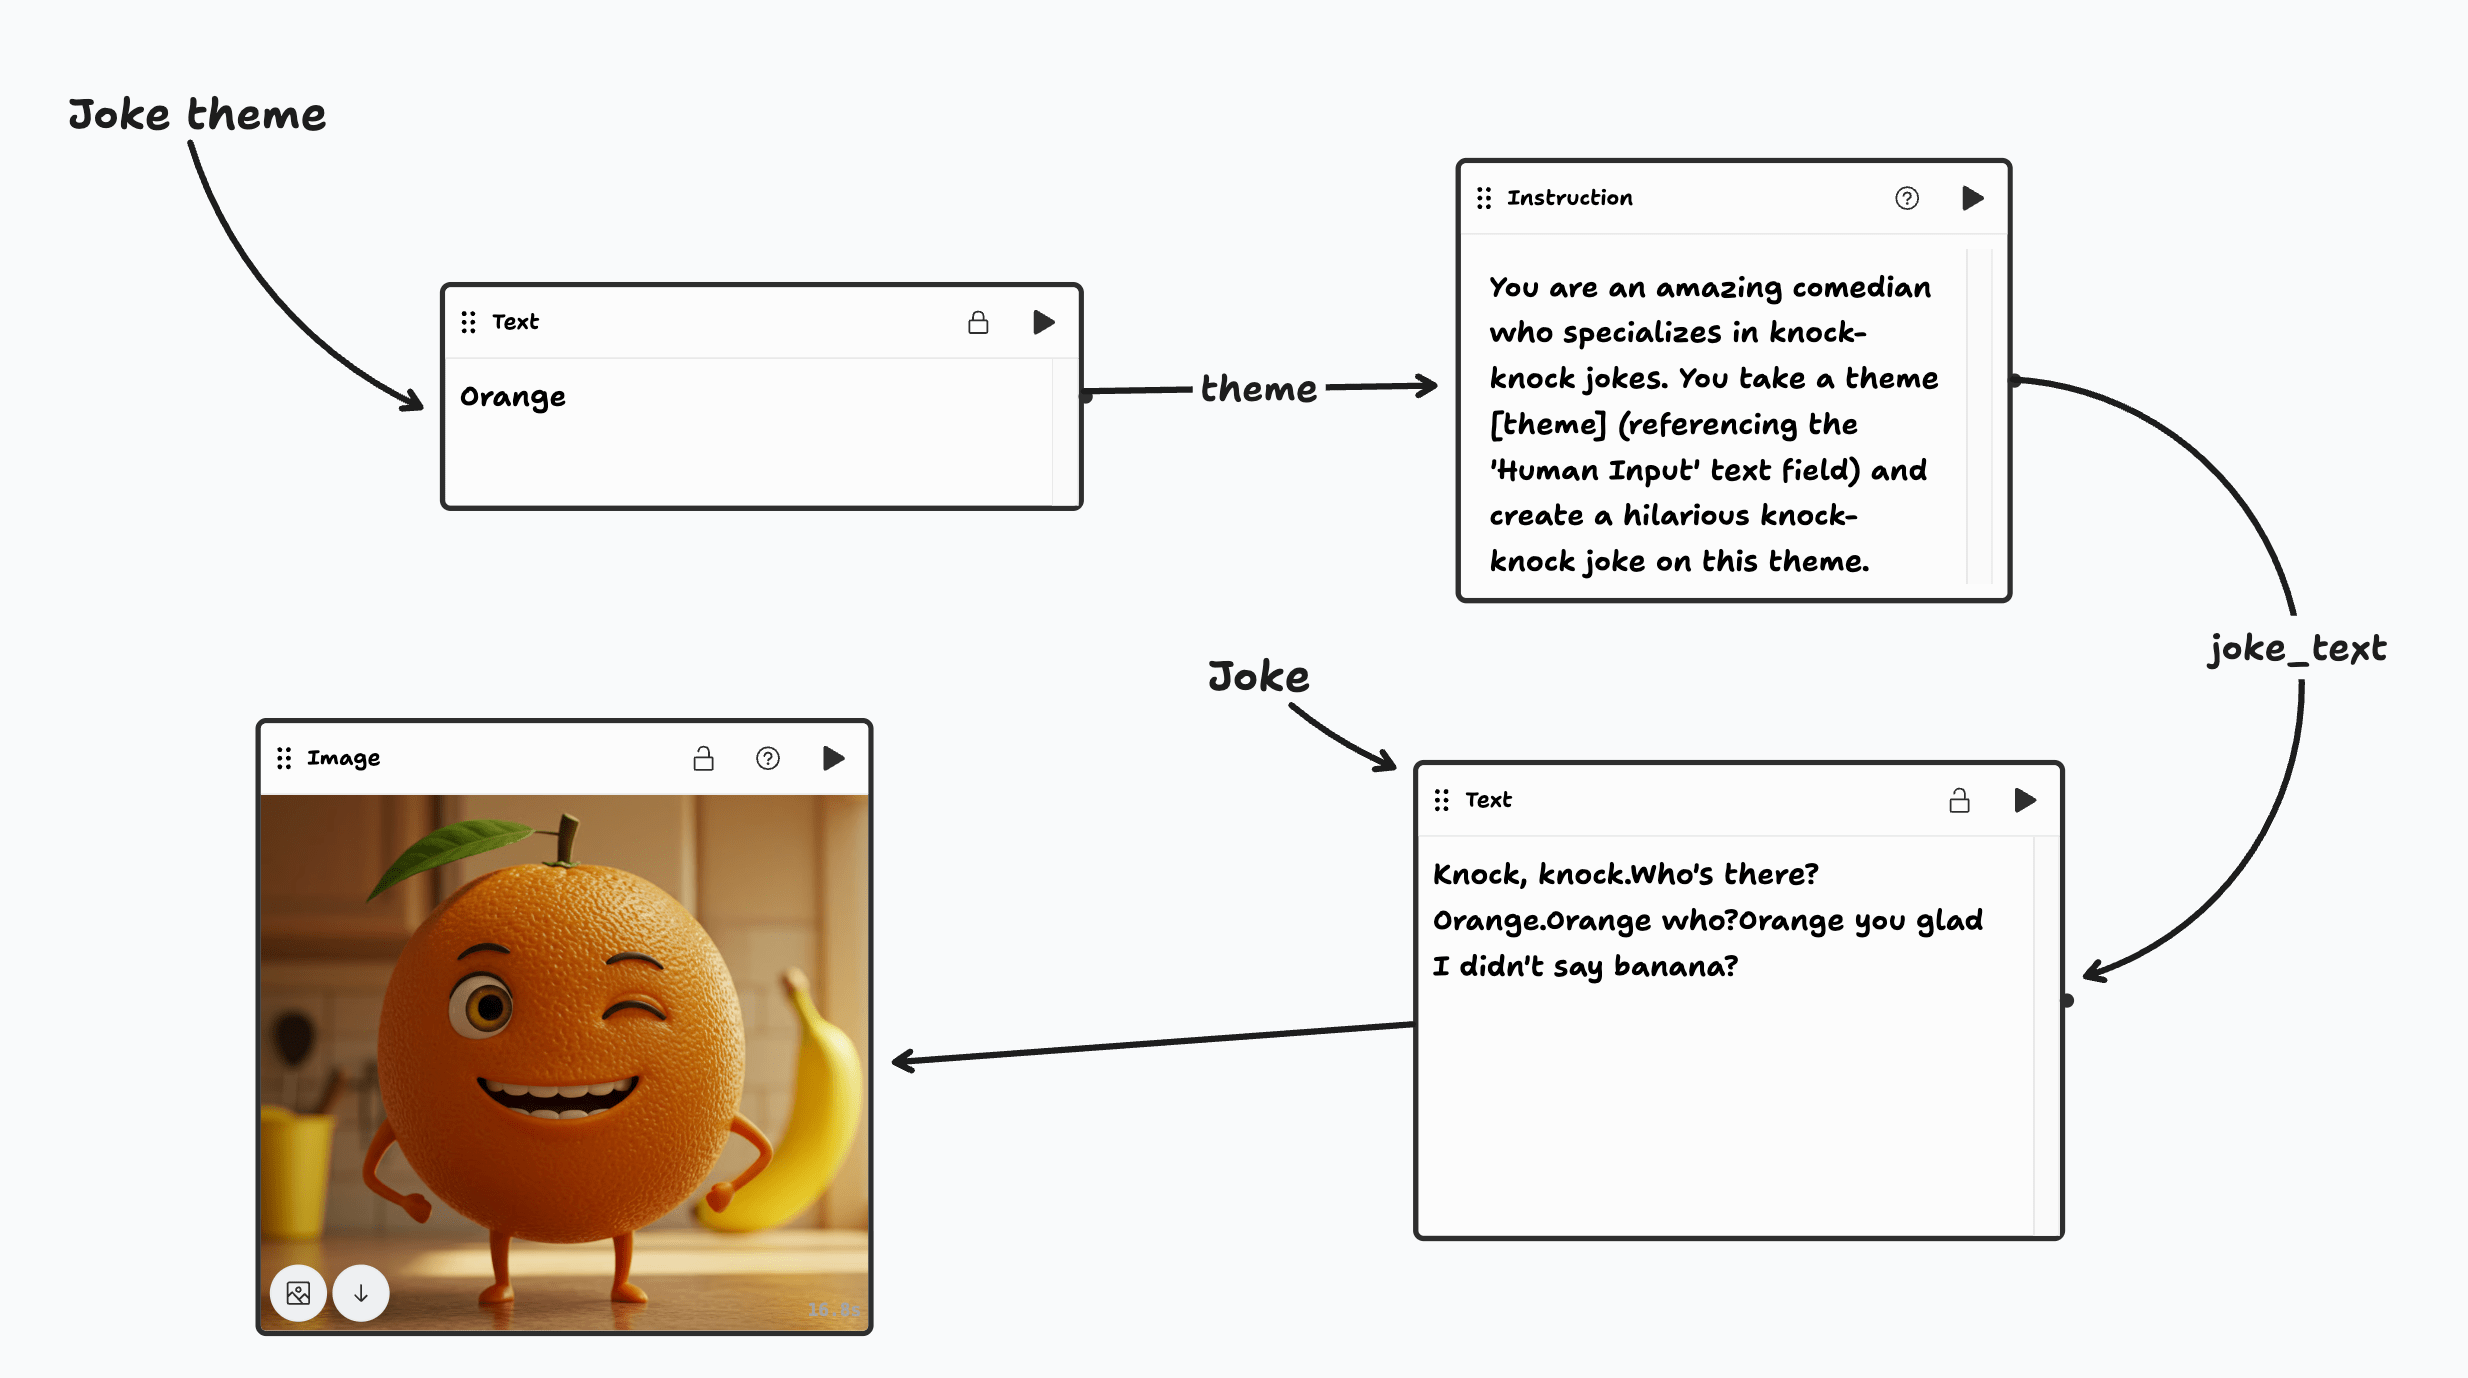 Joke theme
Text
Orange
theme
Instruction
You are an amazing comedian
who specializes in knock-
knock jokes. You take a theme
[theme] (referencing the
'Human Input' text field) and
create a hilarious knock-
knock joke on this theme.
joke_text
Joke
Text
Knock, knock.Who's there?
Orange.Orange who?Orange you glad
I didn't say banana?
Image